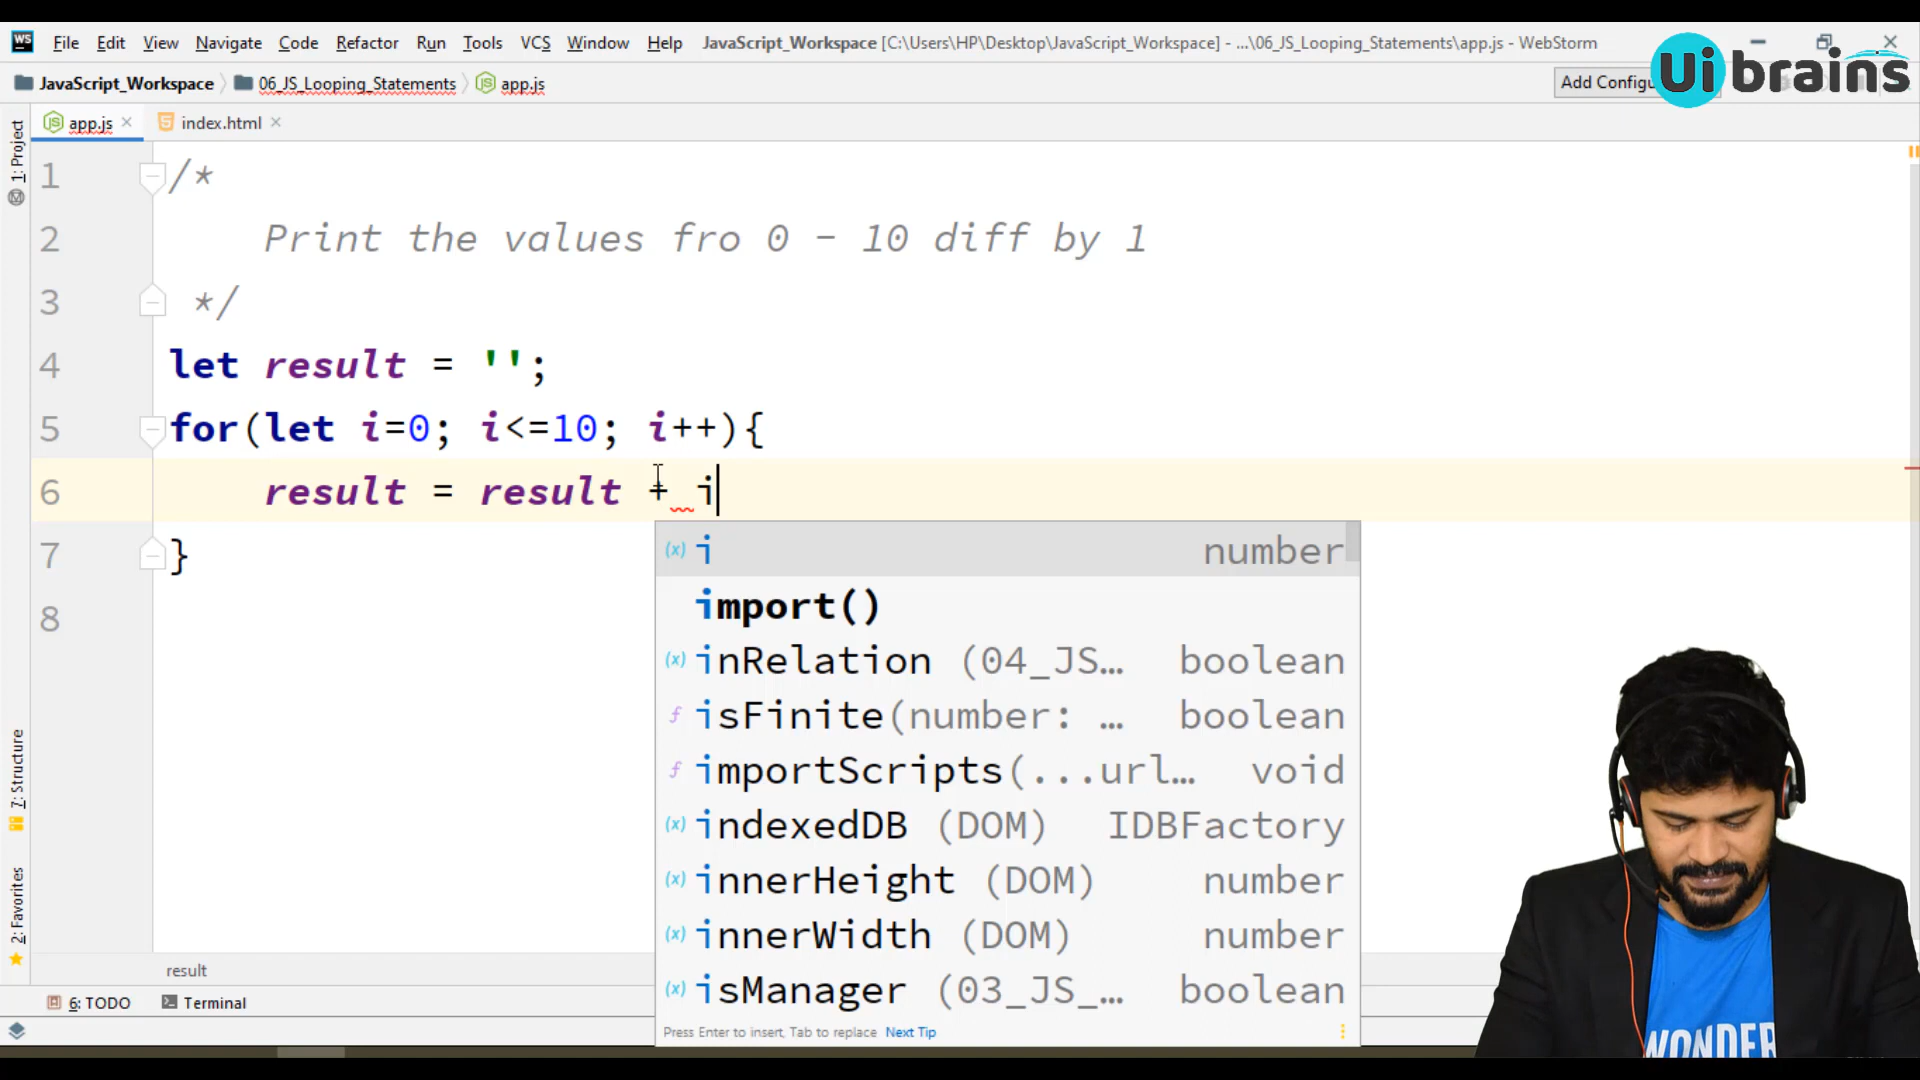 WS File Edit View Navigate Code Refactor Run Tools VCS Window Help JavaScript_Workspace [C:\Users\HP\Desktop\JavaScript_Workspace] - ...\06_JS_Looping_Statements\app.js - WebStorm
JavaScript_Workspace 06_JS_Looping_Statements app.js Add Configu
Ui brains
app.js index.html
1: Project
7: Structure
2: Favorites
1 /*
2 Print the values fro 0 - 10 diff by 1
3 */
4 let result = '';
5 for(let i=0; i<=10; i++){
6 result = result + i
7 }
8
i number
import()
inRelation (04_JS… boolean
isFinite(number: … boolean
importScripts(...url… void
indexedDB (DOM) IDBFactory
innerHeight (DOM) number
innerWidth (DOM) number
isManager (03_JS_… boolean
Press Enter to insert, Tab to replace Next Tip
result
6: TODO Terminal
WONDER